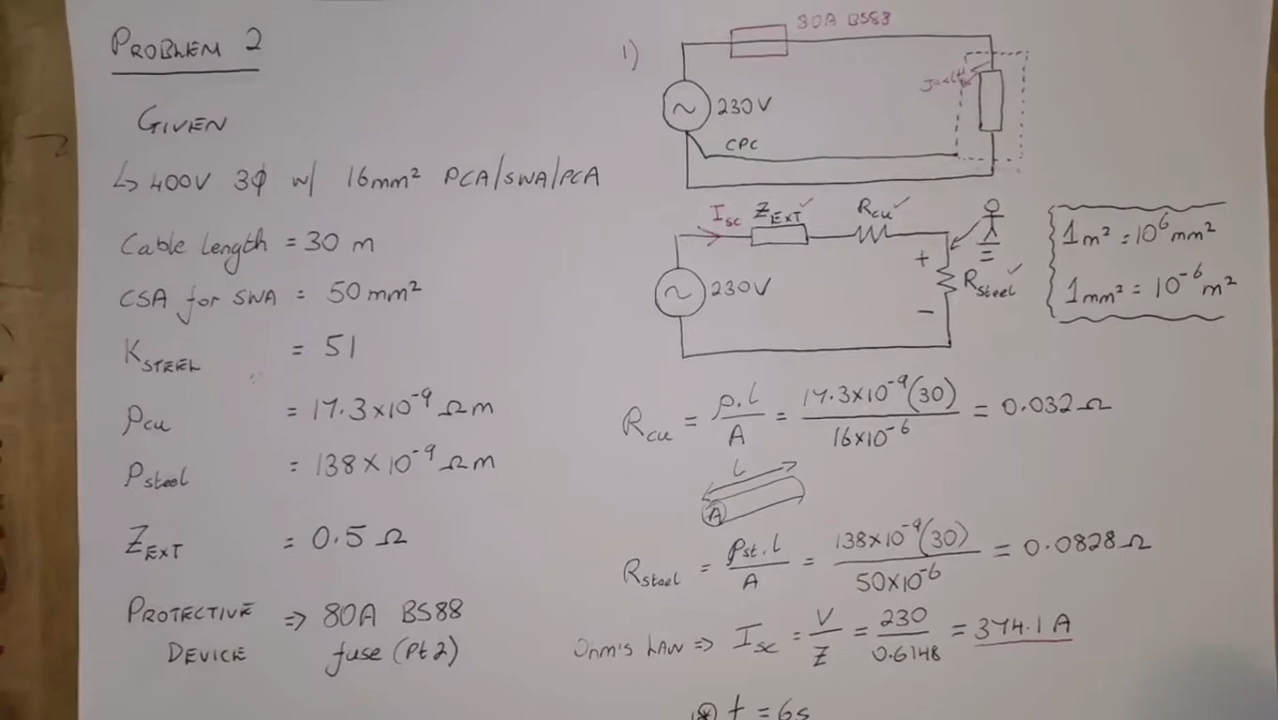 PROBLEM 2
GIVEN
↳ 400V 3ϕ w/ 16mm² PCA/SWA/PCA
Cable length = 30 m
CSA for SWA = 50 mm²
K_STEEL = 51
ρ_cu = 17.3×10⁻⁹ Ωm
ρ_steel = 138×10⁻⁹ Ωm
Z_EXT = 0.5 Ω
PROTECTIVE DEVICE => 80A BS88 fuse (Pt 2)
1)
80A BS88
fault
230V
CPC
I_sc Z_EXT ✓ R_cu ✓
230V
+
R_steel ✓
−
1m² = 10⁶ mm²
1mm² = 10⁻⁶ m²
R_cu = ρ.l/A = 17.3×10⁻⁹(30)/16×10⁻⁶ = 0.032Ω
L
A
R_steel = ρ_st.l/A = 138×10⁻⁹(30)/50×10⁻⁶ = 0.0828Ω
OHM'S LAW => I_sc = V/Z = 230/0.6148 = 374.1 A
⊛ t = 6s